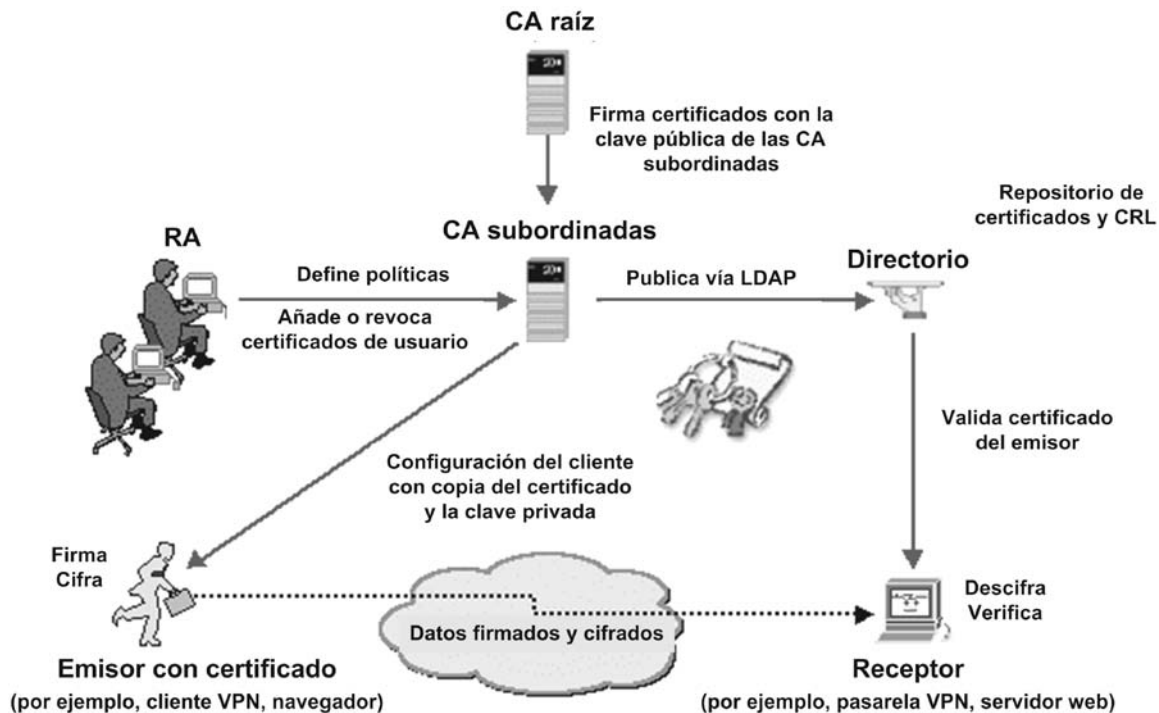 CA raíz
Firma certificados con la
clave pública de las CA
subordinadas
Repositorio de
certificados y CRL
RA
CA subordinadas
Directorio
Define políticas
Publica vía LDAP
Añade o revoca
certificados de usuario
Valida certificado
del emisor
Configuración del cliente
con copia del certificado
y la clave privada
Firma
Cifra
Descifra
Verifica
Datos firmados y cifrados
Emisor con certificado
(por ejemplo, cliente VPN, navegador)
Receptor
(por ejemplo, pasarela VPN, servidor web)